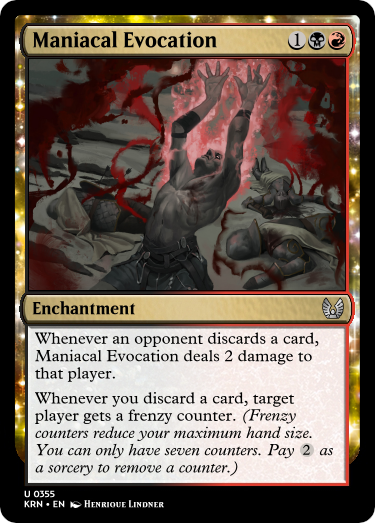 Maniacal Evocation 1
Enchantment
Whenever an opponent discards a card,
Maniacal Evocation deals 2 damage to
that player.
Whenever you discard a card, target
player gets a frenzy counter. (Frenzy
counters reduce your maximum hand size.
You can only have seven counters. Pay 2 as
a sorcery to remove a counter.)
U 0355
KRN • EN Henrique Lindner